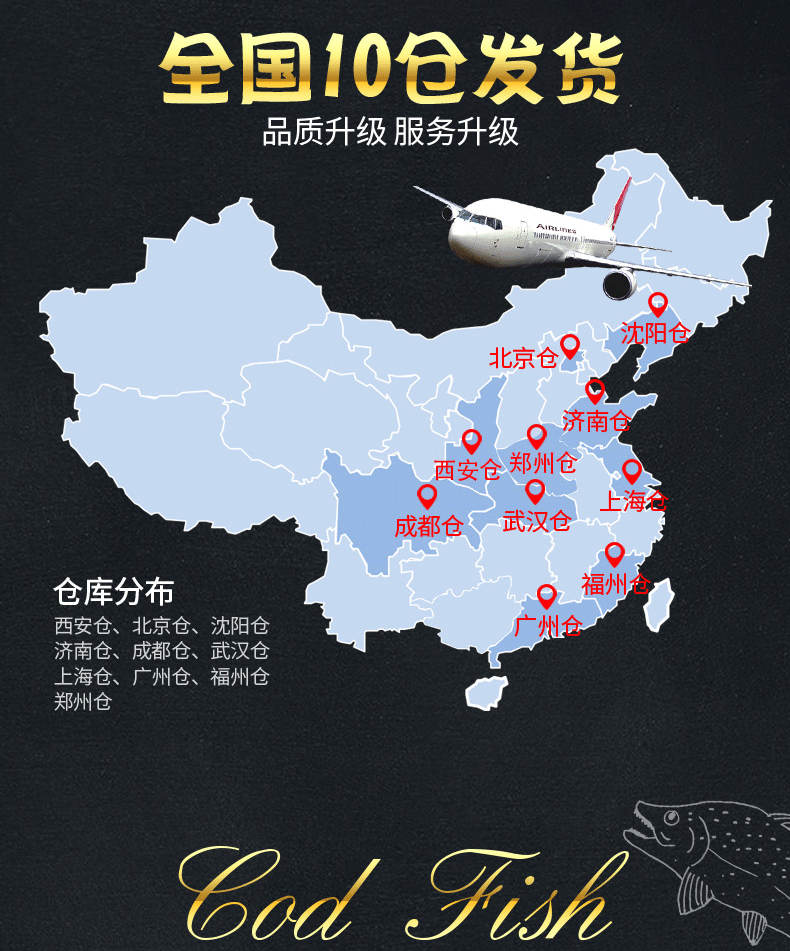 全国10仓发货
品质升级 服务升级
AIRLINES
沈阳仓
北京仓
济南仓
郑州仓
西安仓
上海仓
武汉仓
成都仓
福州仓
广州仓
仓库分布
西安仓、北京仓、沈阳仓
济南仓、成都仓、武汉仓
上海仓、广州仓、福州仓
郑州仓
Cod Fish